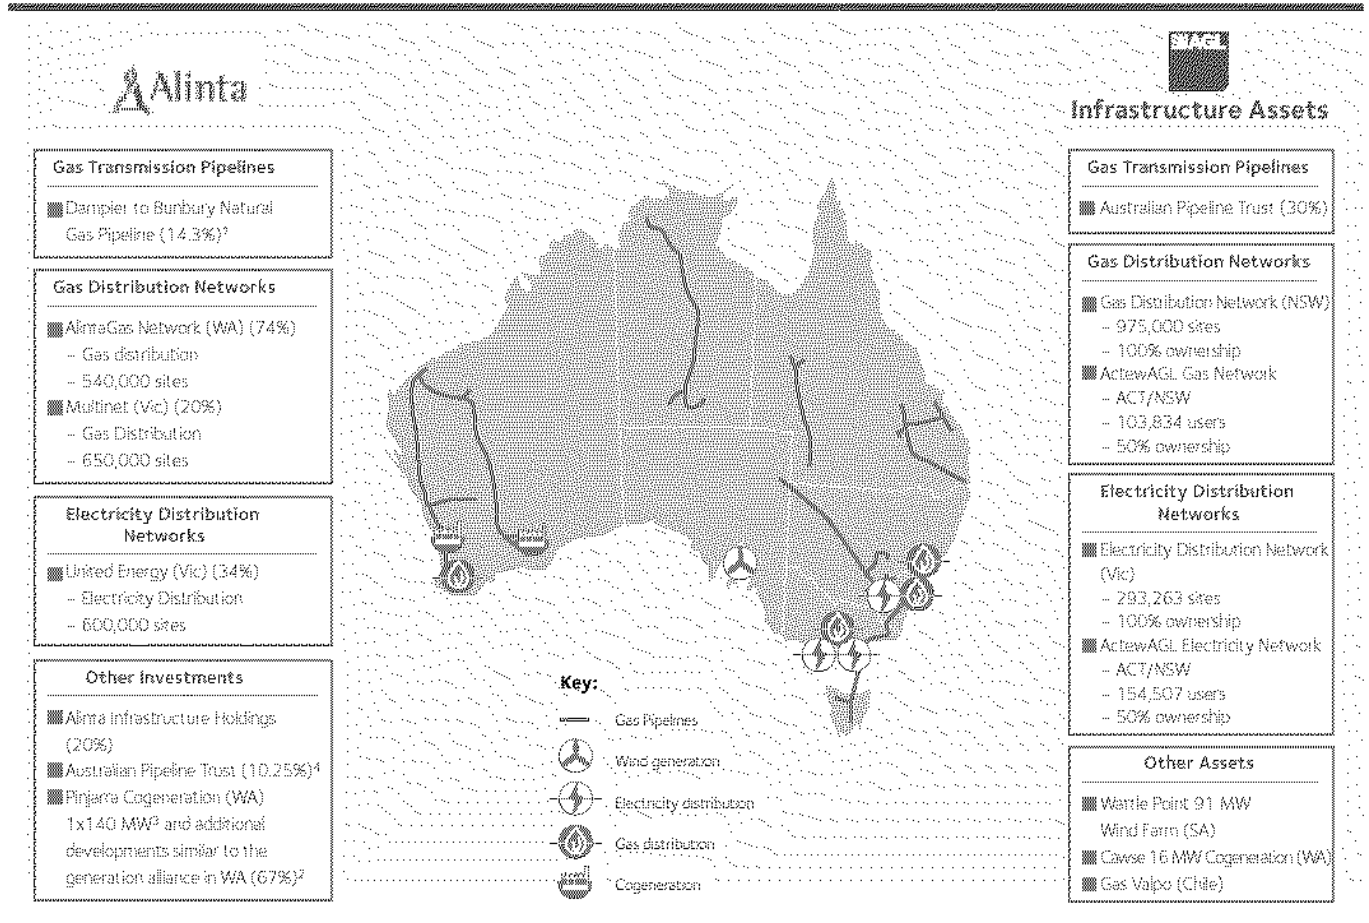 Alinta
Gas Transmission Pipelines
Dampier to Bunbury Natural
Gas Pipeline (14.3%)¹
Gas Distribution Networks
AlintaGas Network (WA) (74%)
– Gas distribution
– 540,000 sites
Multinet (Vic) (20%)
– Gas Distribution
– 650,000 sites
Electricity Distribution
Networks
United Energy (Vic) (34%)
– Electricity Distribution
– 600,000 sites
Other Investments
Alinta Infrastructure Holdings
(20%)
Australian Pipeline Trust (10.25%)⁴
Pinjarra Cogeneration (WA)
1x140 MW³ and additional
developments similar to the
generation alliance in WA (67%)²
Key:
Gas Pipelines
Wind generation
Electricity distribution
Gas distribution
Cogeneration
AGL
Infrastructure Assets
Gas Transmission Pipelines
Australian Pipeline Trust (30%)
Gas Distribution Networks
Gas Distribution Network (NSW)
– 975,000 sites
– 100% ownership
ActewAGL Gas Network
– ACT/NSW
– 103,834 users
– 50% ownership
Electricity Distribution
Networks
Electricity Distribution Network
(Vic)
– 293,263 sites
– 100% ownership
ActewAGL Electricity Network
– ACT/NSW
– 154,507 users
– 50% ownership
Other Assets
Wattle Point 91 MW
Wind Farm (SA)
Cawse 16 MW Cogeneration (WA)
Gas Valpo (Chile)